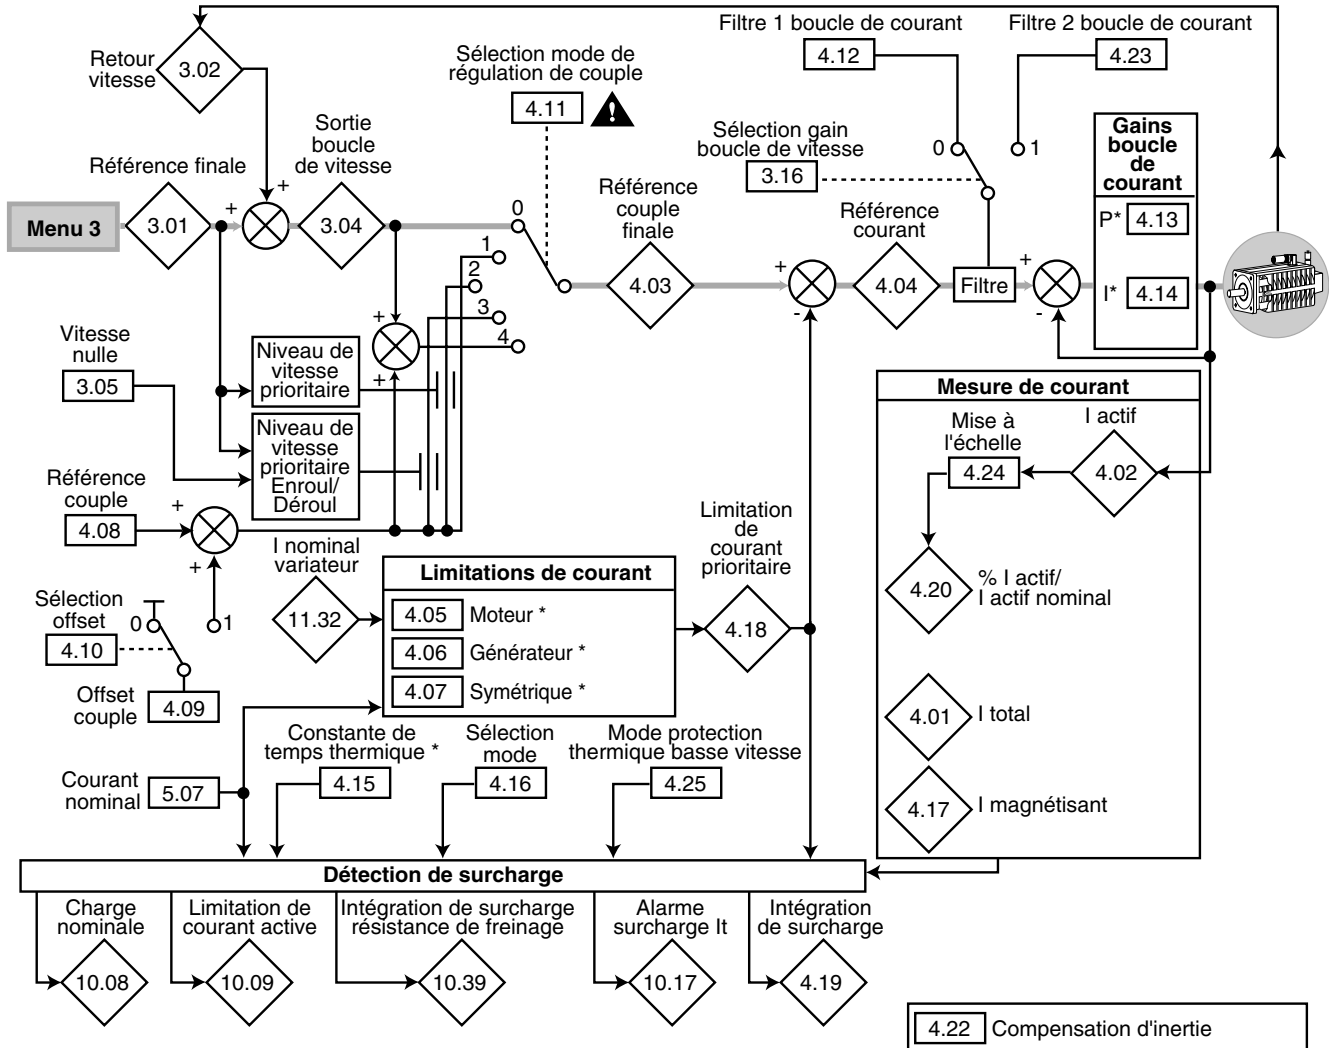 Filtre 1 boucle de courant
4.12
Filtre 2 boucle de courant
4.23
Retour
vitesse
3.02
Sélection mode de
régulation de couple
4.11
!
Sélection gain
boucle de vitesse
3.16
0
1
Gains
boucle
de
courant
P*
4.13
I*
4.14
Référence finale
3.01
Menu 3
+
+
Sortie
boucle
de vitesse
3.04
0
1
2
3
4
Référence
couple
finale
4.03
+
-
Référence
courant
4.04
Filtre
+
-
Vitesse
nulle
3.05
Niveau de
vitesse
prioritaire
Niveau de
vitesse
prioritaire
Enroul/
Déroul
+
+
Référence
couple
4.08
+
+
Sélection
offset
4.10
0
1
Offset
couple
4.09
I nominal
variateur
11.32
Limitations de courant
4.05 Moteur *
4.06 Générateur *
4.07 Symétrique *
Limitation
de
courant
prioritaire
4.18
Mesure de courant
I actif
4.02
Mise à
l'échelle
4.24
4.20
% I actif/
I actif nominal
4.01
I total
4.17
I magnétisant
Courant
nominal
5.07
Constante de
temps thermique *
4.15
Sélection
mode
4.16
Mode protection
thermique basse vitesse
4.25
Détection de surcharge
Charge
nominale
10.08
Limitation de
courant active
10.09
Intégration de surcharge
résistance de freinage
10.39
Alarme
surcharge It
10.17
Intégration
de surcharge
4.19
4.22 Compensation d'inertie